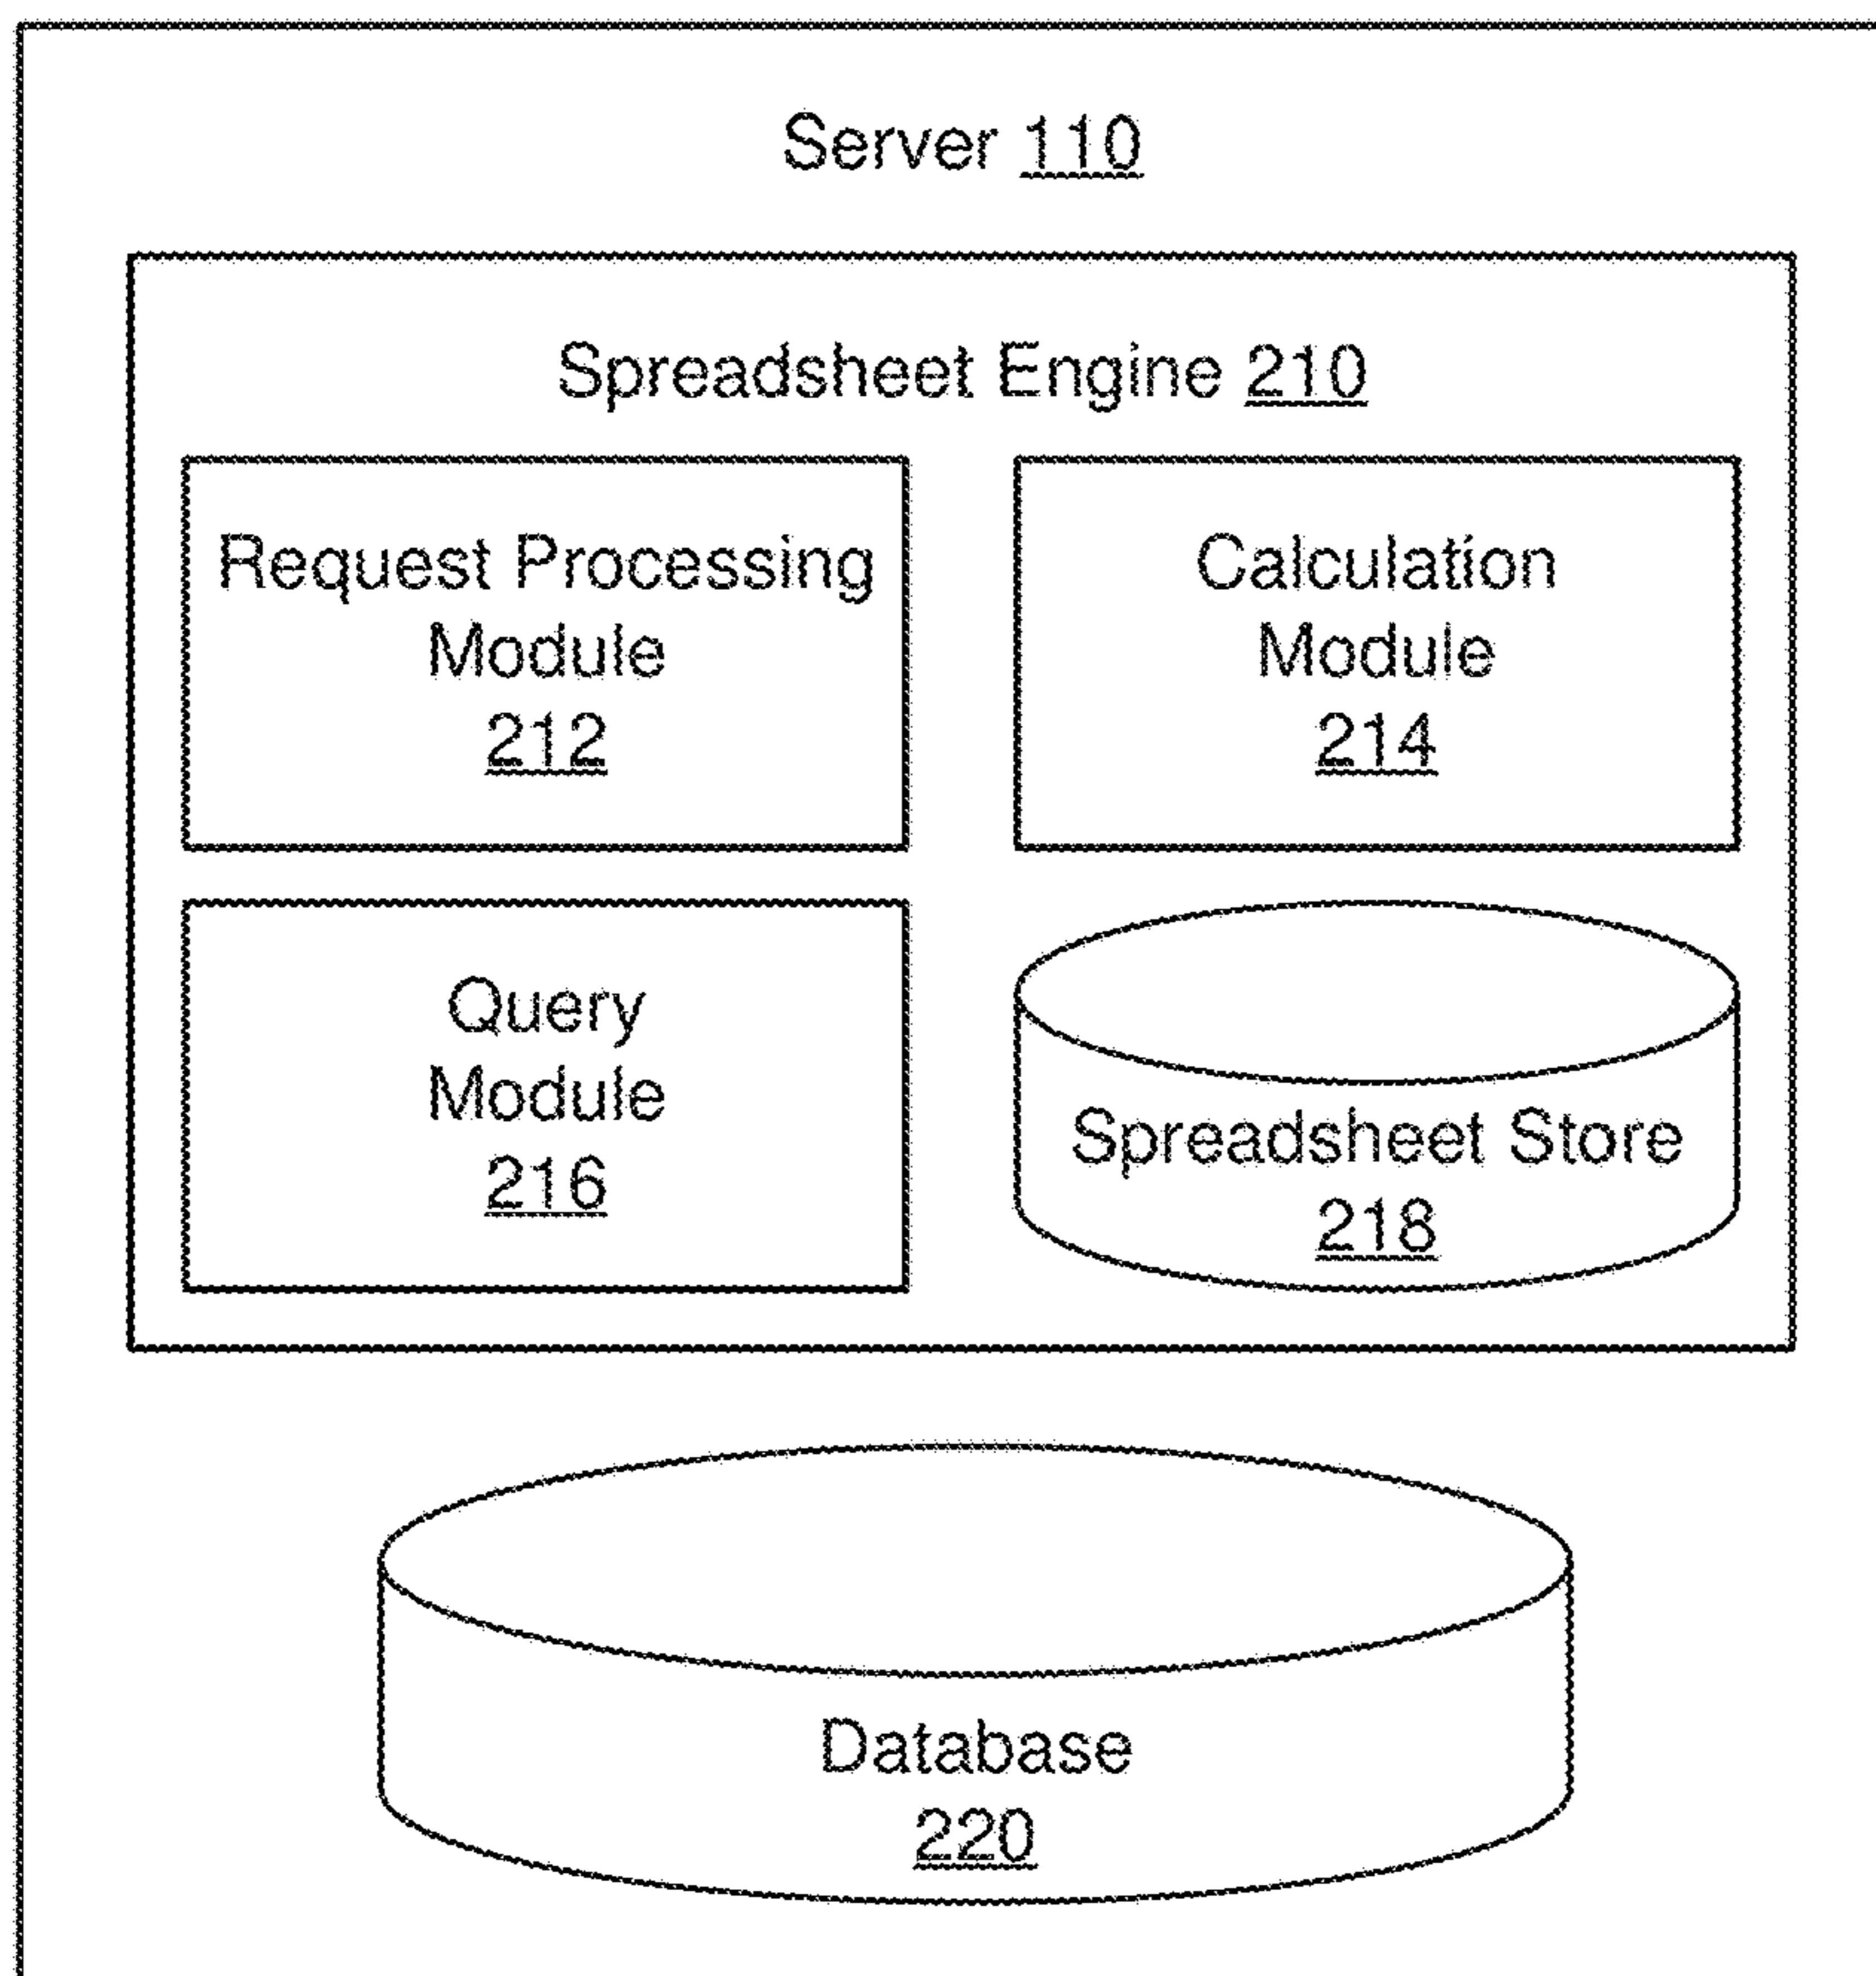 Server 110
Spreadsheet Engine 210
Request Processing
Module
212
Calculation
Module
214
Query
Module
216
Spreadsheet Store
218
Database
220